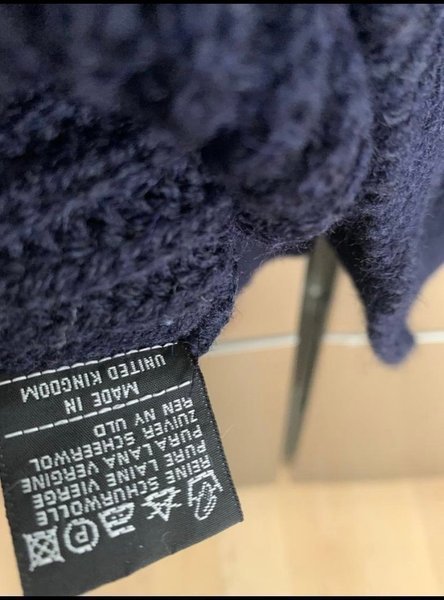 P
REINE SCHURWOLLE
PURE LAINE VIERGE
PURA LANA VERGINE
ZUIVER SCHEERWOL
REN NY ULD
MADE IN
UNITED KINGDOM